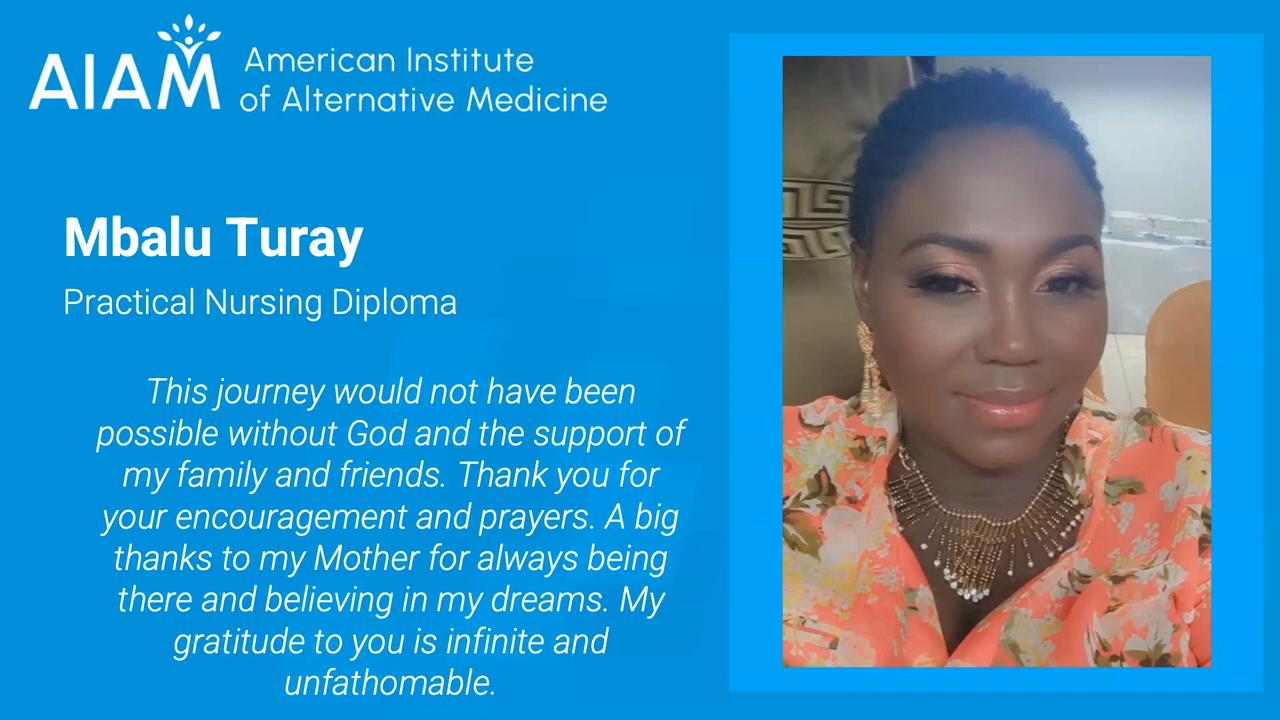 AIAM
American Institute
of Alternative Medicine
Mbalu Turay
Practical Nursing Diploma
This journey would not have been
possible without God and the support of
my family and friends. Thank you for
your encouragement and prayers. A big
thanks to my Mother for always being
there and believing in my dreams. My
gratitude to you is infinite and
unfathomable.